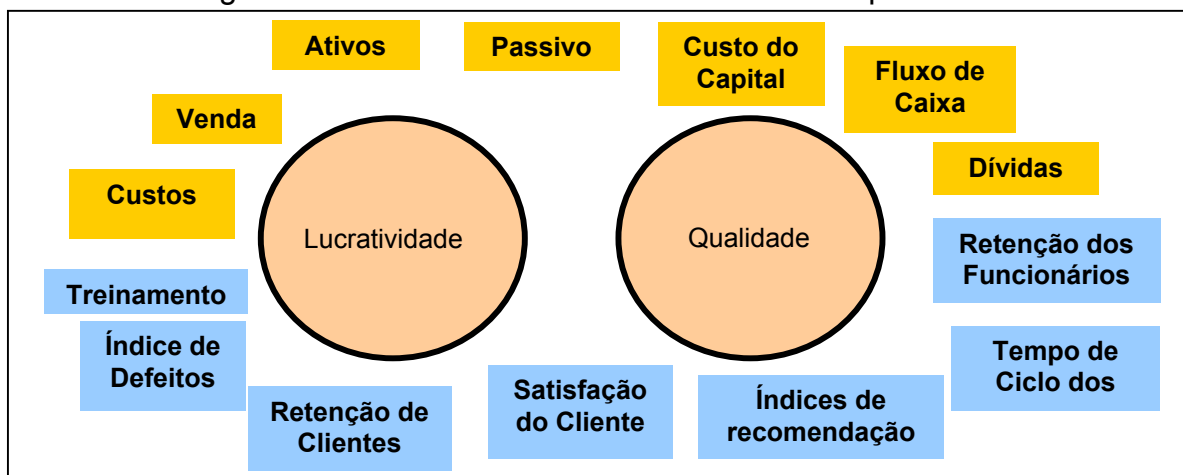 Ativos
Passivo
Custo do
Capital
Fluxo de
Caixa
Venda
Dívidas
Custos
Lucratividade
Qualidade
Retenção dos
Funcionários
Treinamento
Índice de
Defeitos
Tempo de
Ciclo dos
Satisfação
do Cliente
Índices de
recomendação
Retenção de
Clientes